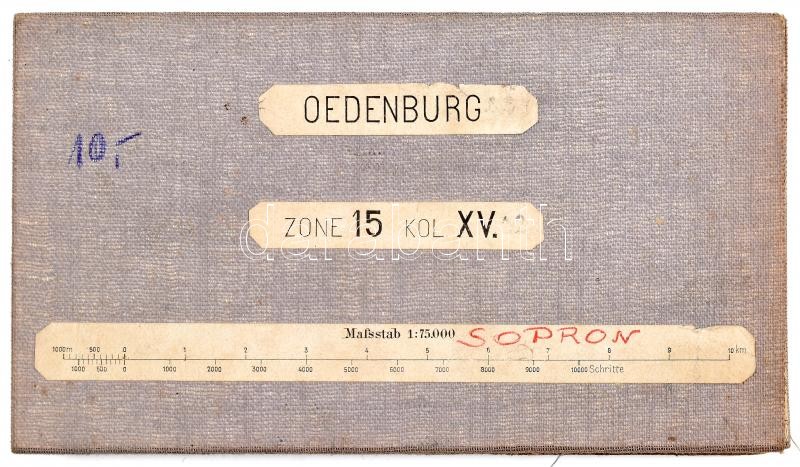 OEDENBURG
10,-
ZONE 15 KOL XV.
darabanth
Maſsstab 1:75.000 SOPRON
1000m 500 0 1 2 3 4 5 6 7 8 9 10 km
1000 500 0 1000 2000 3000 4000 5000 6000 7000 8000 9000 10000 Schritte